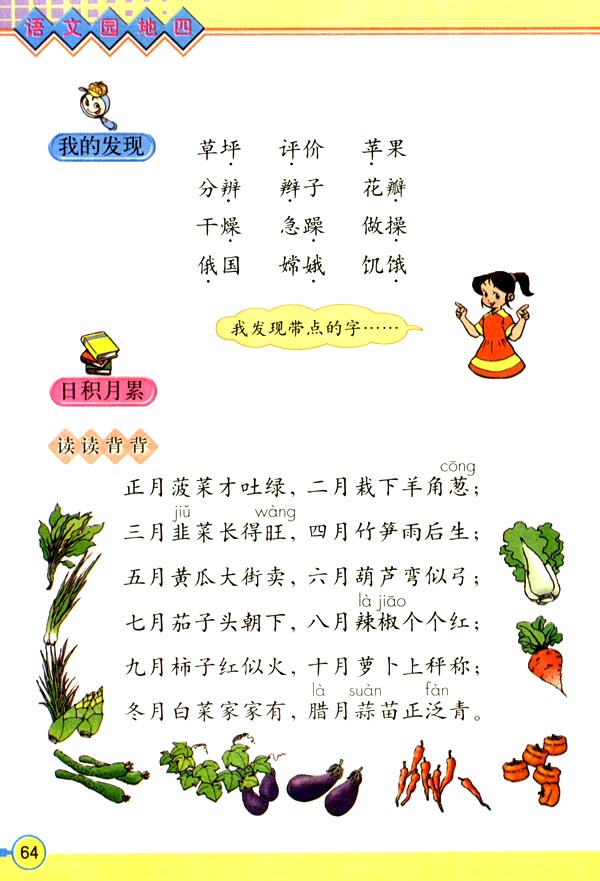 语文园地四
我的发现
草坪 评价 苹果
分辨 辫子 花瓣
干燥 急躁 做操
俄国 嫦娥 饥饿
我发现带点的字……
日积月累
读读背背
cōng
正月菠菜才吐绿，二月栽下羊角葱；
jiǔ wàng
三月韭菜长得旺，四月竹笋雨后生；
五月黄瓜大街卖，六月葫芦弯似弓；
là jiāo
七月茄子头朝下，八月辣椒个个红；
九月柿子红似火，十月萝卜上秤称；
là suàn fàn
冬月白菜家家有，腊月蒜苗正泛青。
64